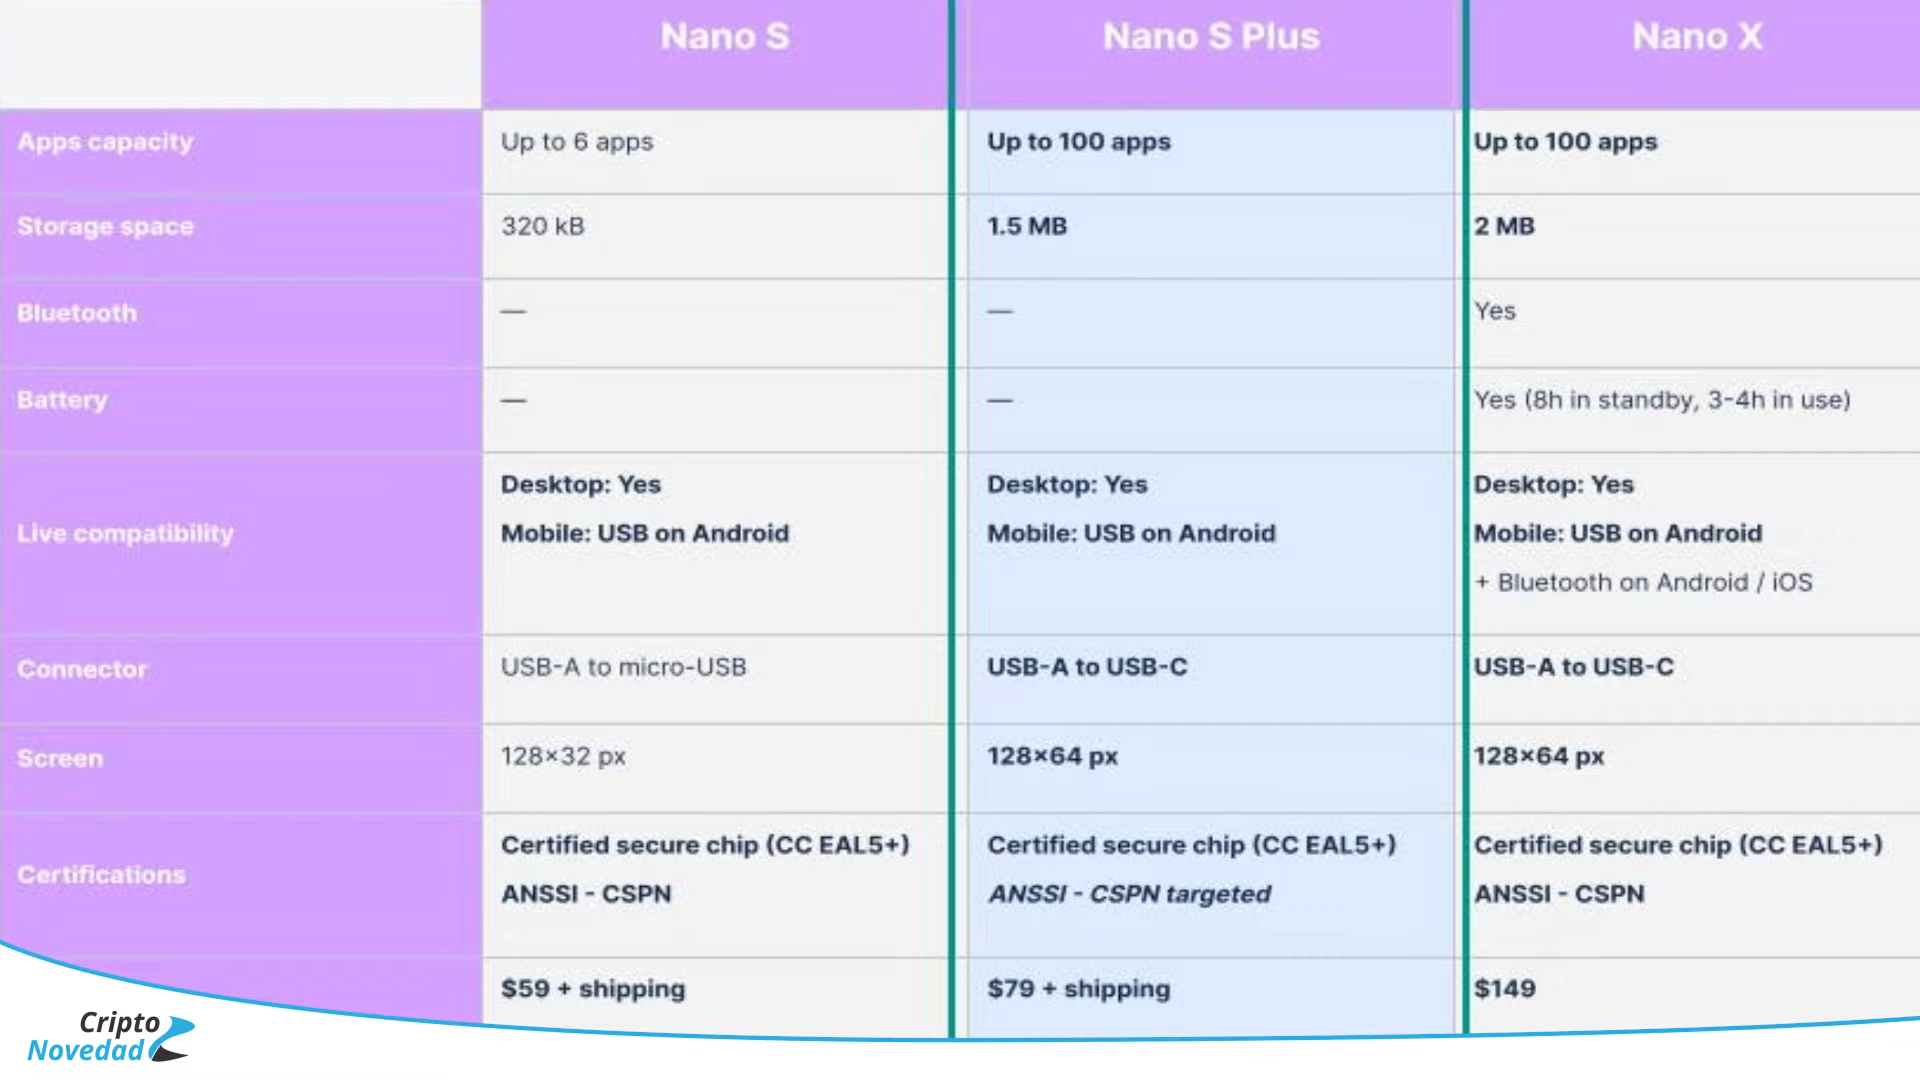 Nano S
Nano S Plus
Nano X
Apps capacity
Up to 6 apps
Up to 100 apps
Up to 100 apps
Storage space
320 kB
1.5 MB
2 MB
Bluetooth
—
—
Yes
Battery
—
—
Yes (8h in standby, 3-4h in use)
Live compatibility
Desktop: Yes
Mobile: USB on Android
Desktop: Yes
Mobile: USB on Android
Desktop: Yes
Mobile: USB on Android
+ Bluetooth on Android / iOS
Connector
USB-A to micro-USB
USB-A to USB-C
USB-A to USB-C
Screen
128×32 px
128×64 px
128×64 px
Certifications
Certified secure chip (CC EAL5+)
ANSSI - CSPN
Certified secure chip (CC EAL5+)
ANSSI - CSPN targeted
Certified secure chip (CC EAL5+)
ANSSI - CSPN
$59 + shipping
$79 + shipping
$149
Cripto
Novedad